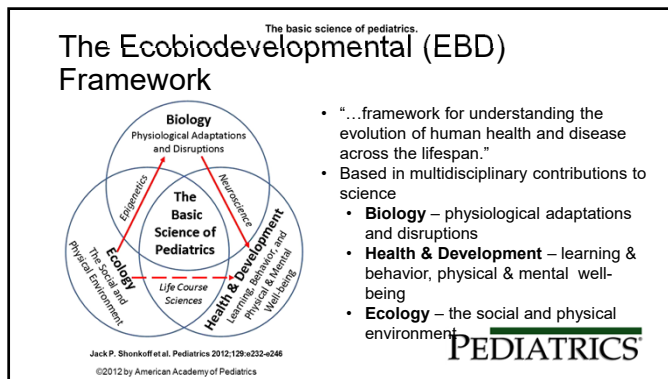 The basic science of pediatrics.
The Ecobiodevelopmental (EBD)
Framework
Biology
Physiological Adaptations
and Disruptions
Epigenetics
Neuroscience
The
Basic
Science of
Pediatrics
Ecology
The Social and
Physical Environment
Life Course
Sciences
Health & Development
Learning, Behavior, and
Physical & Mental
Well-being
• “…framework for understanding the
evolution of human health and disease
across the lifespan.”
• Based in multidisciplinary contributions to
science
• Biology – physiological adaptations
and disruptions
• Health & Development – learning &
behavior, physical & mental well-
being
• Ecology – the social and physical
environment
Jack P. Shonkoff et al. Pediatrics 2012;129:e232-e246
©2012 by American Academy of Pediatrics
PEDIATRICS®